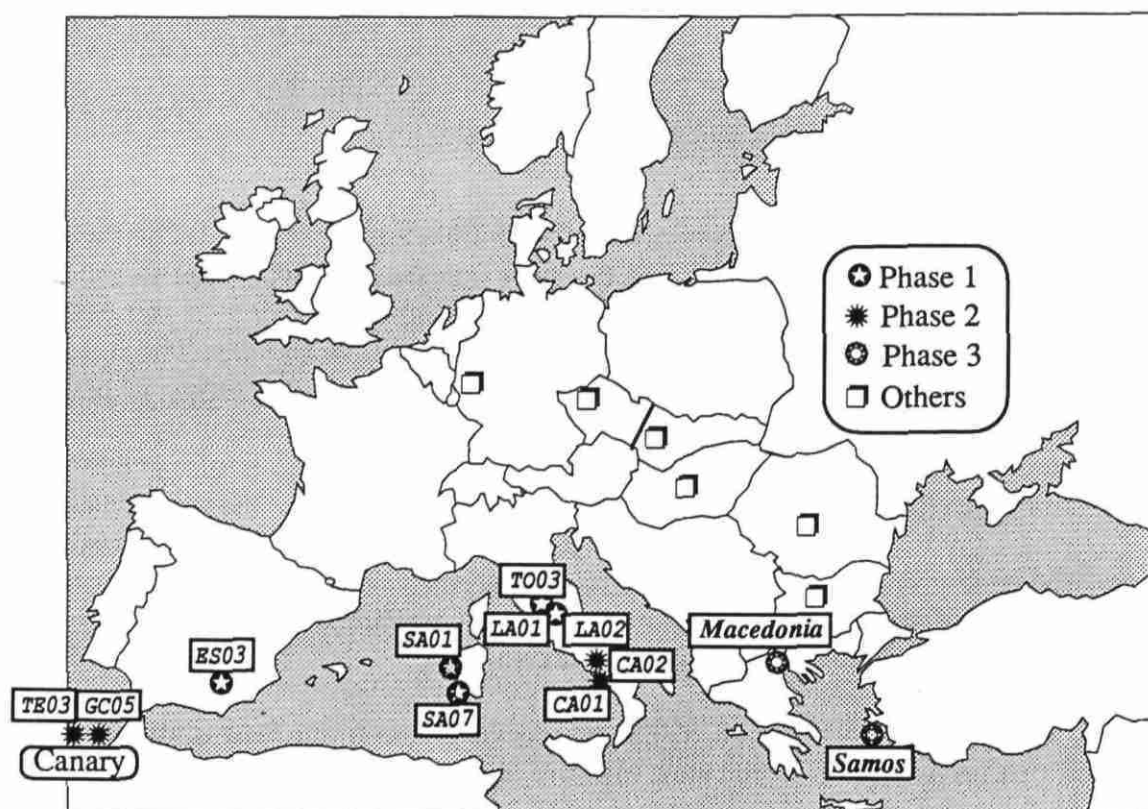 Phase 1
Phase 2
Phase 3
Others
TO03
LA01
LA02
Macedonia
SA01
ES03
CA02
TE03
GC05
SA07
CA01
Canary
Samos